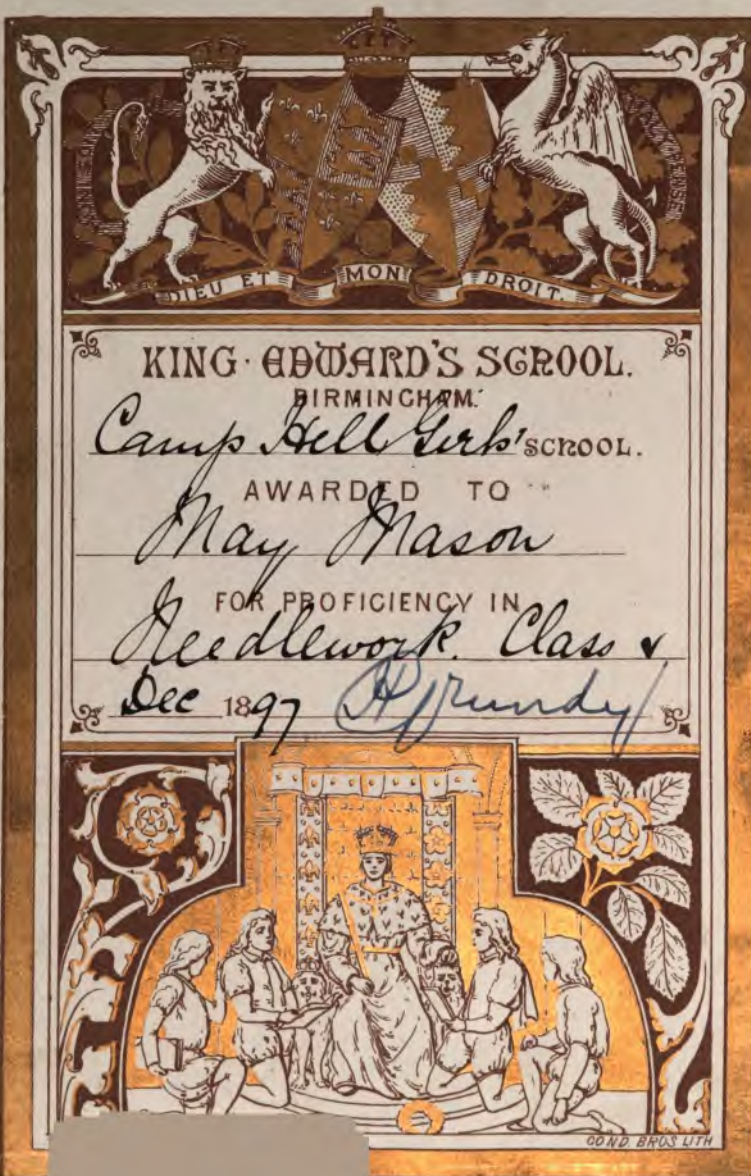 DIEU ET MON DROIT.
KING·EDWARD'S SCHOOL.
BIRMINGHAM.
Camp Hill Girls' SCHOOL.
AWARDED TO
May Mason
FOR PROFICIENCY IN
Needlework. Class v
Dec 1897 Grundy
COND. BROS LITH